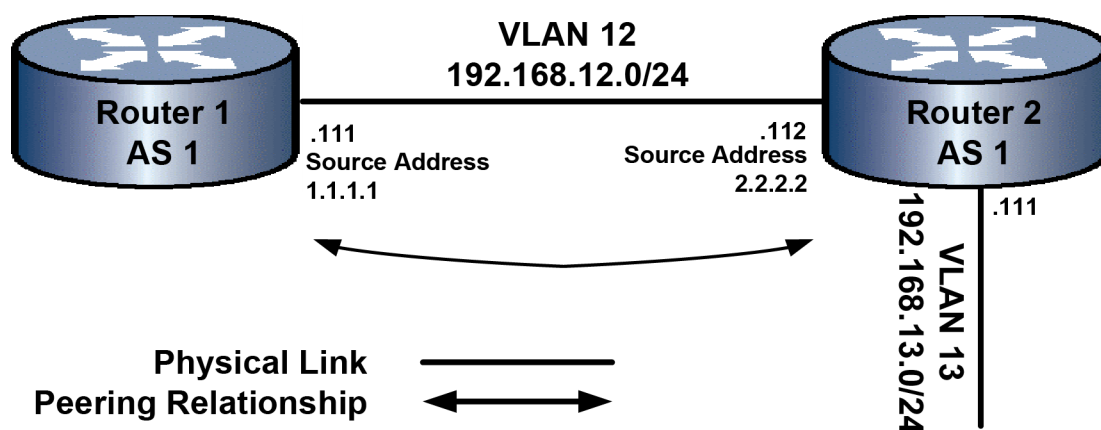 VLAN 12
192.168.12.0/24
Router 1
AS 1
Router 2
AS 1
.111
Source Address
1.1.1.1
.112
Source Address
2.2.2.2
.111
VLAN 13
192.168.13.0/24
Physical Link
Peering Relationship